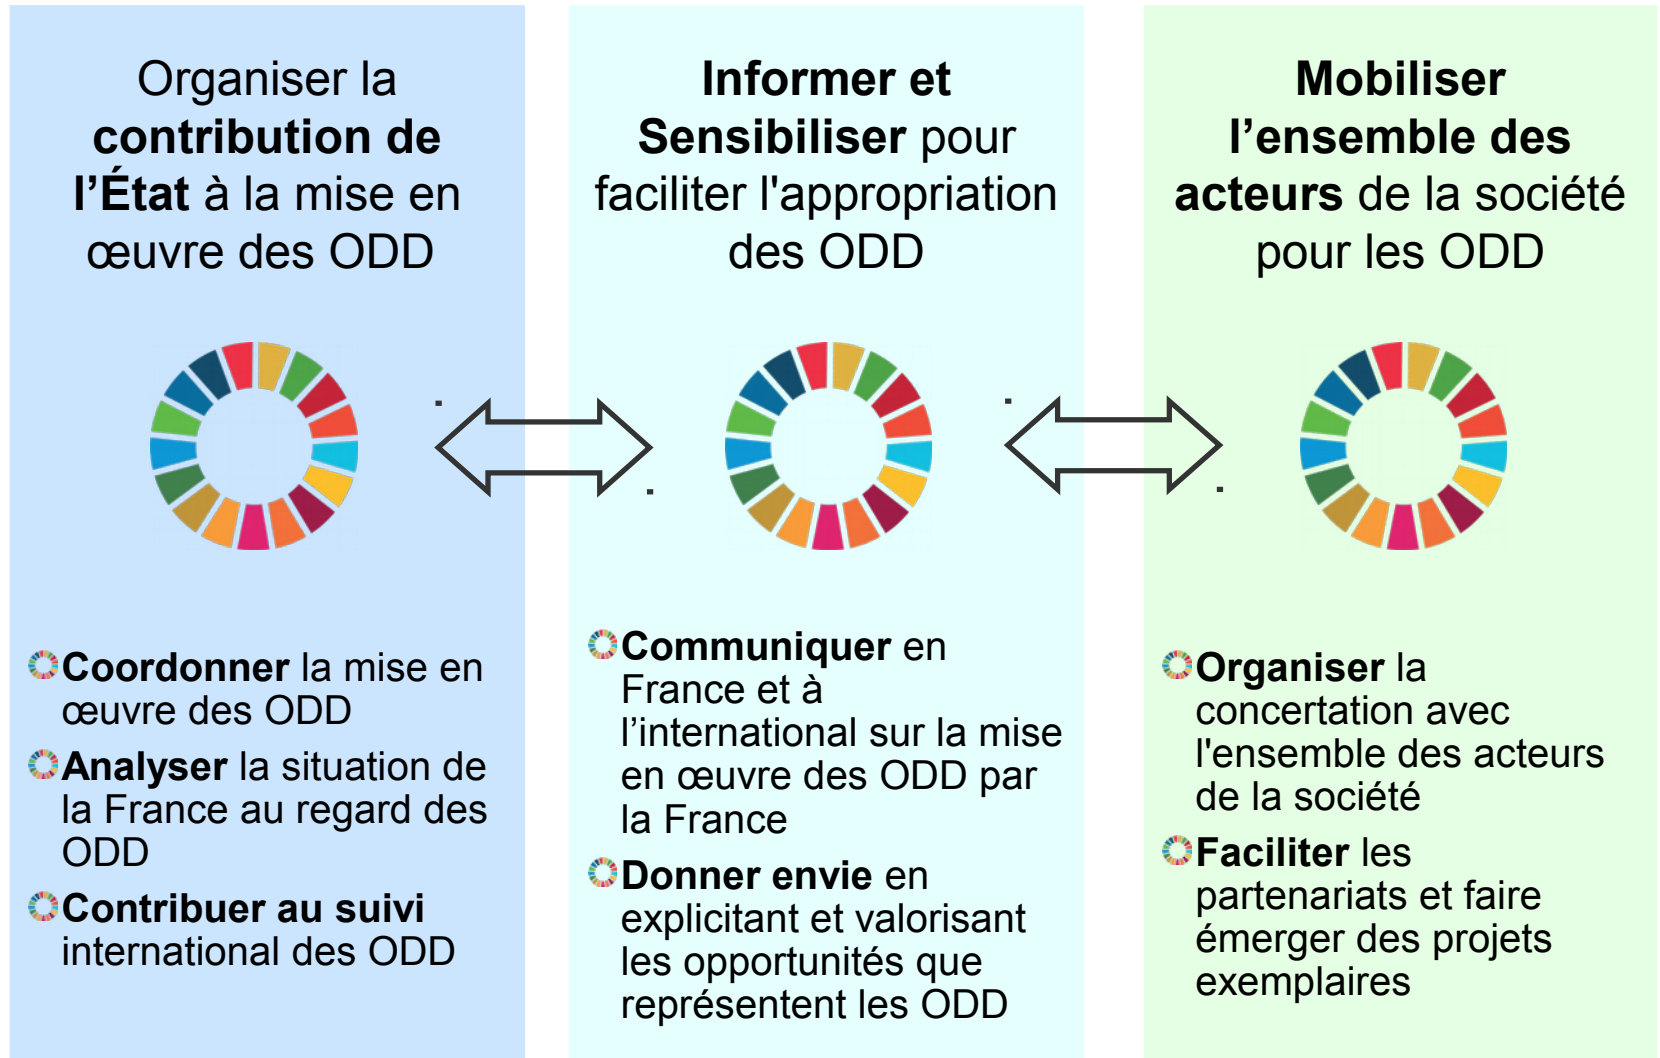 Organiser la
contribution de
l’État à la mise en
œuvre des ODD
Coordonner la mise en
œuvre des ODD
Analyser la situation de
la France au regard des
ODD
Contribuer au suivi
international des ODD
Informer et
Sensibiliser pour
faciliter l'appropriation
des ODD
Communiquer en
France et à
l’international sur la mise
en œuvre des ODD par
la France
Donner envie en
explicitant et valorisant
les opportunités que
représentent les ODD
Mobiliser
l’ensemble des
acteurs de la société
pour les ODD
Organiser la
concertation avec
l'ensemble des acteurs
de la société
Faciliter les
partenariats et faire
émerger des projets
exemplaires